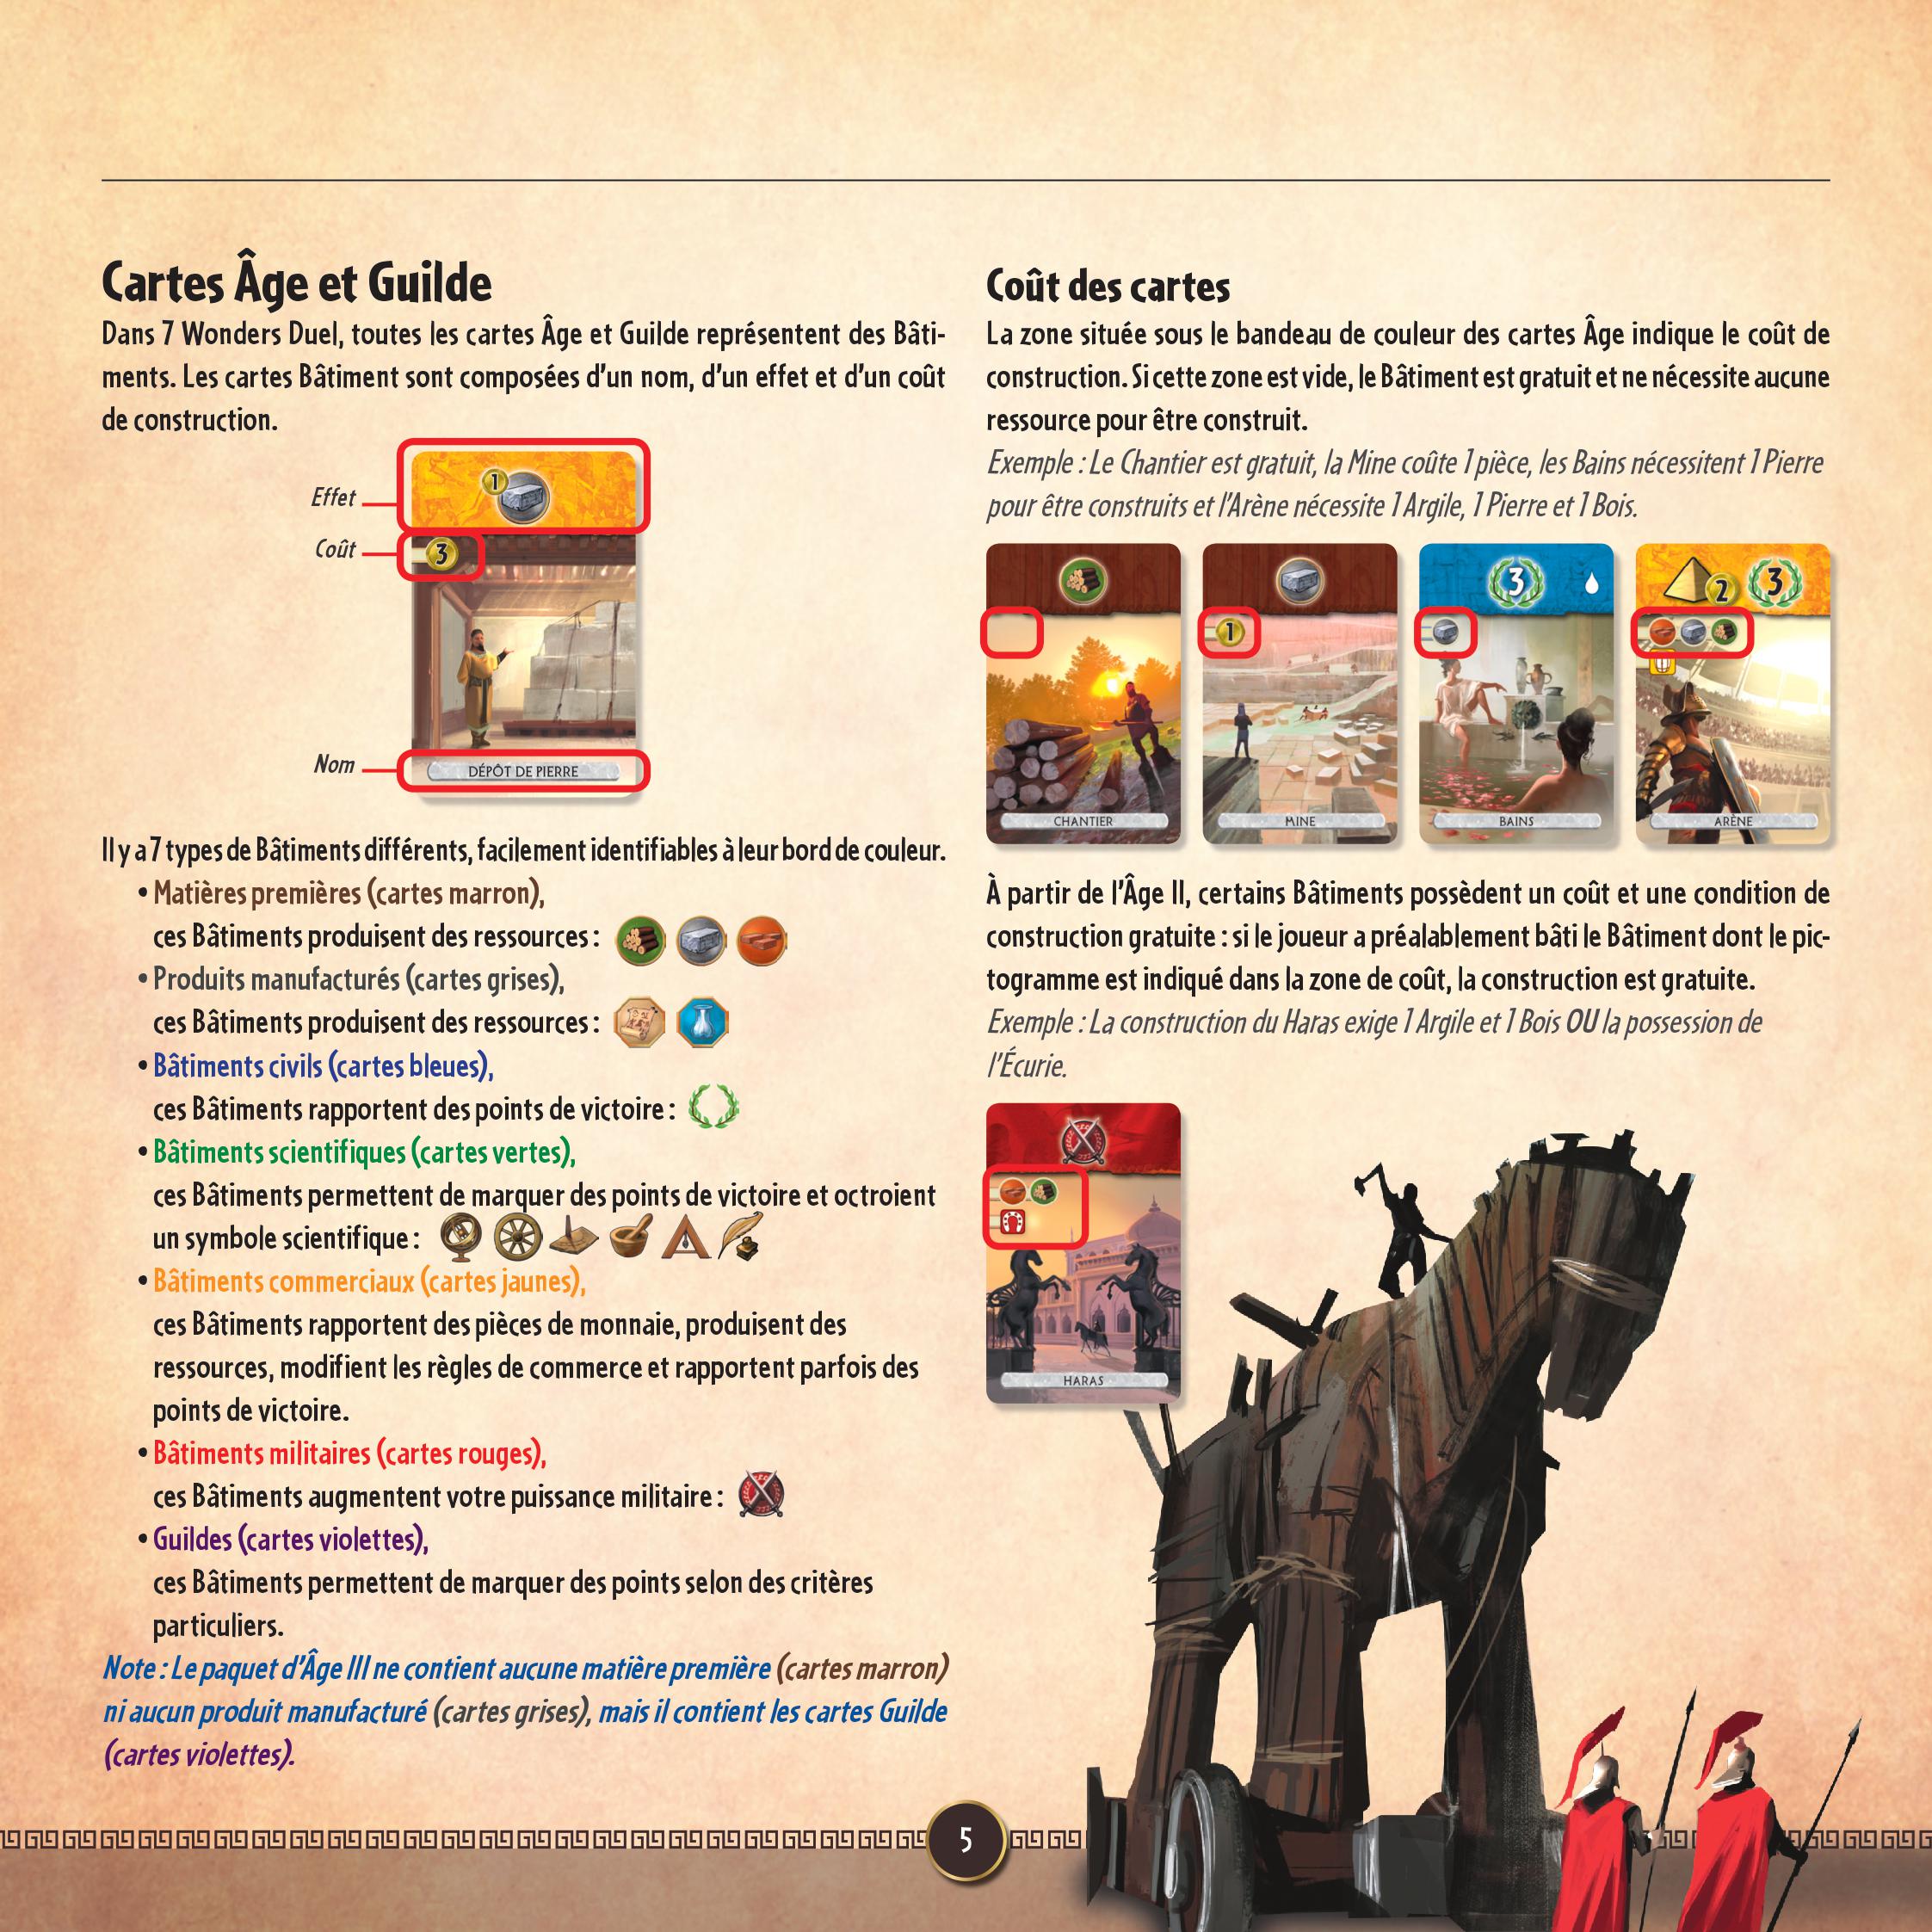 Cartes Âge et Guilde
Dans 7 Wonders Duel, toutes les cartes Âge et Guilde représentent des Bâti-
ments. Les cartes Bâtiment sont composées d'un nom, d'un effet et d'un coût
de construction.
1
Effet
Coût
3
Nom
DÉPÔT DE PIERRE
Il y a 7 types de Bâtiments différents, facilement identifiables à leur bord de couleur.
• Matières premières (cartes marron),
ces Bâtiments produisent des ressources :
• Produits manufacturés (cartes grises),
ces Bâtiments produisent des ressources :
• Bâtiments civils (cartes bleues),
ces Bâtiments rapportent des points de victoire :
• Bâtiments scientifiques (cartes vertes),
ces Bâtiments permettent de marquer des points de victoire et octroient
un symbole scientifique :
• Bâtiments commerciaux (cartes jaunes),
ces Bâtiments rapportent des pièces de monnaie, produisent des
ressources, modifient les règles de commerce et rapportent parfois des
points de victoire.
• Bâtiments militaires (cartes rouges),
ces Bâtiments augmentent votre puissance militaire :
• Guildes (cartes violettes),
ces Bâtiments permettent de marquer des points selon des critères
particuliers.
Note : Le paquet d'Âge III ne contient aucune matière première (cartes marron)
ni aucun produit manufacturé (cartes grises), mais il contient les cartes Guilde
(cartes violettes).
Coût des cartes
La zone située sous le bandeau de couleur des cartes Âge indique le coût de
construction. Si cette zone est vide, le Bâtiment est gratuit et ne nécessite aucune
ressource pour être construit.
Exemple : Le Chantier est gratuit, la Mine coûte 1 pièce, les Bains nécessitent 1 Pierre
pour être construits et l'Arène nécessite 1 Argile, 1 Pierre et 1 Bois.
3
2 3
1
CHANTIER
MINE
BAINS
ARÈNE
À partir de l'Âge II, certains Bâtiments possèdent un coût et une condition de
construction gratuite : si le joueur a préalablement bâti le Bâtiment dont le pic-
togramme est indiqué dans la zone de coût, la construction est gratuite.
Exemple : La construction du Haras exige 1 Argile et 1 Bois OU la possession de
l'Écurie.
HARAS
5